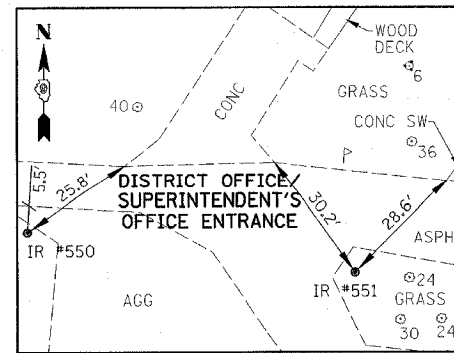 N
WOOD
DECK
6
GRASS
40
CONC
CONC SW
36
5.5'
25.8'
DISTRICT OFFICE/
SUPERINTENDENT'S
OFFICE ENTRANCE
30.2'
28.6'
ASPH
IR #550
IR #551
24
AGG
GRASS
30
24